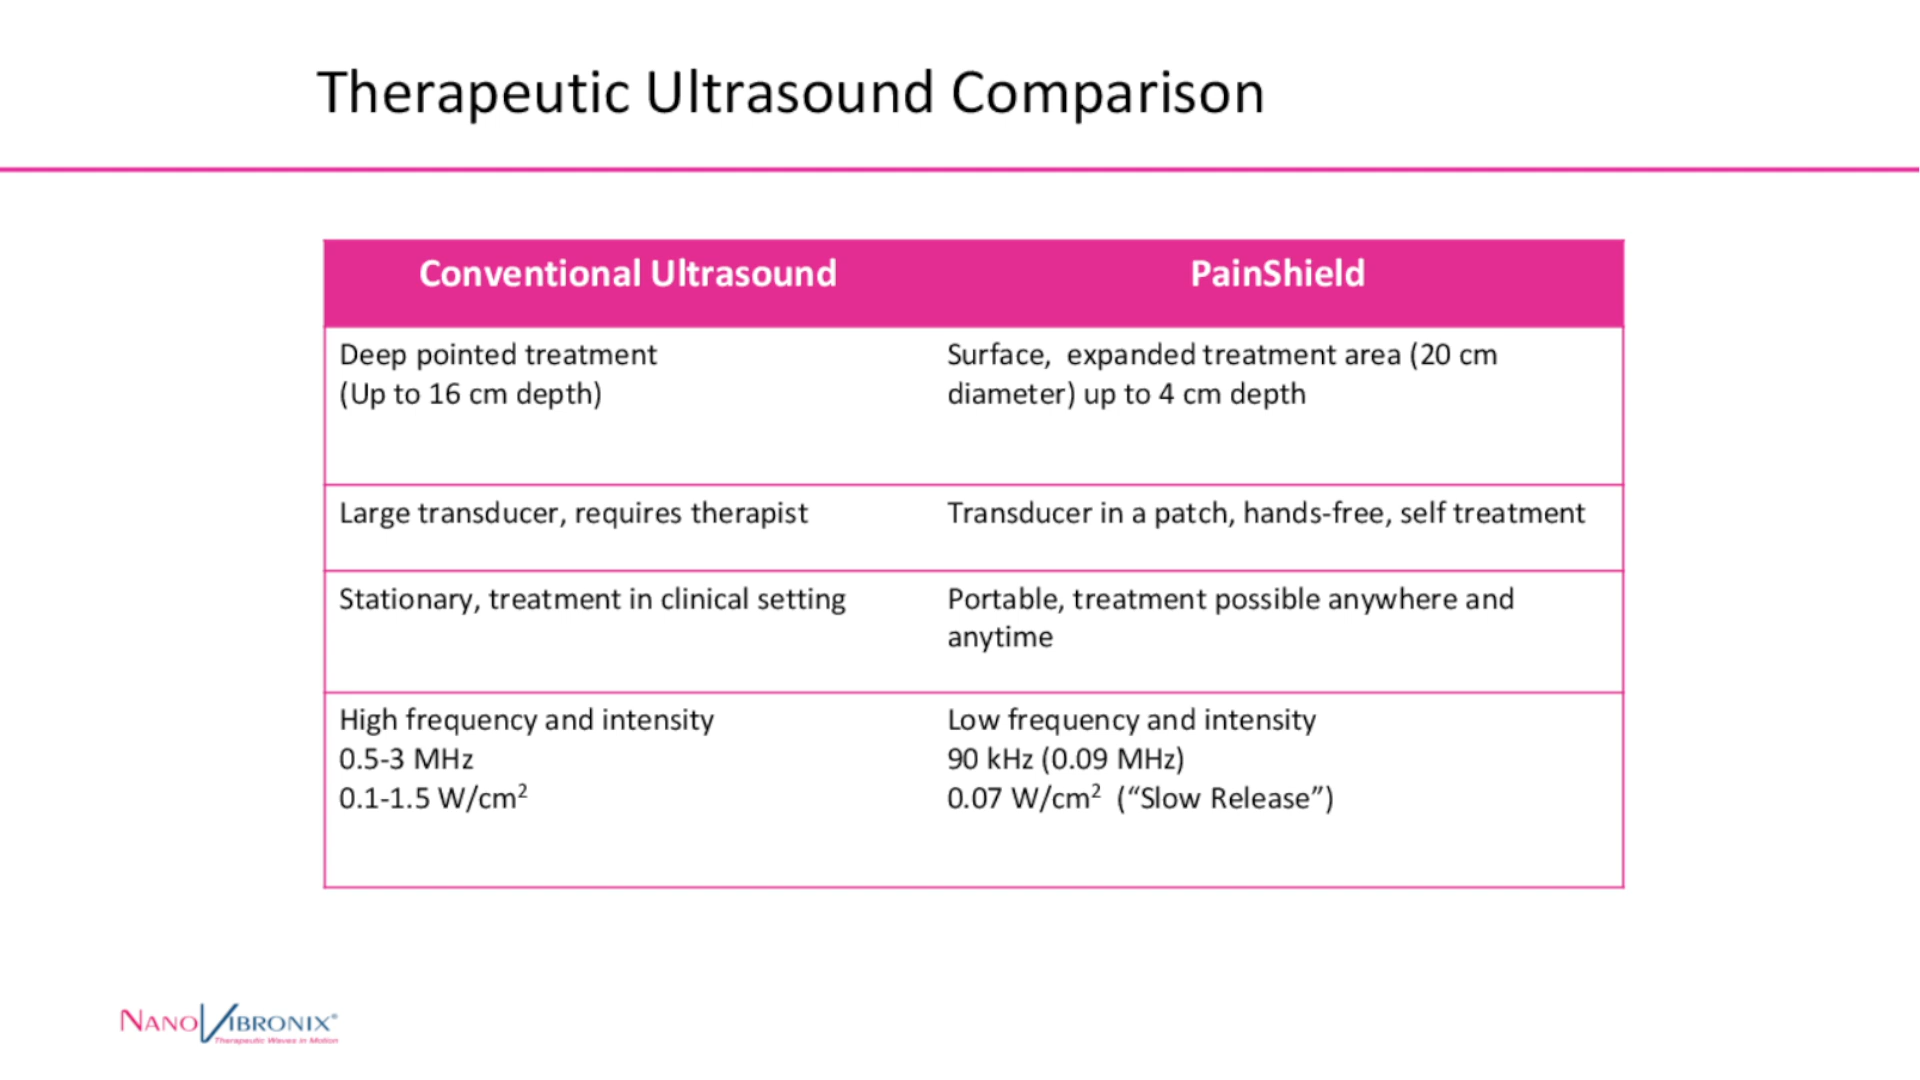 Therapeutic Ultrasound Comparison
Conventional Ultrasound
PainShield
Deep pointed treatment
(Up to 16 cm depth)
Surface, expanded treatment area (20 cm
diameter) up to 4 cm depth
Large transducer, requires therapist
Transducer in a patch, hands-free, self treatment
Stationary, treatment in clinical setting
Portable, treatment possible anywhere and
anytime
High frequency and intensity
0.5-3 MHz
0.1-1.5 W/cm²
Low frequency and intensity
90 kHz (0.09 MHz)
0.07 W/cm² (“Slow Release”)
NANOVIBRONIX®
Therapeutic Waves in Motion